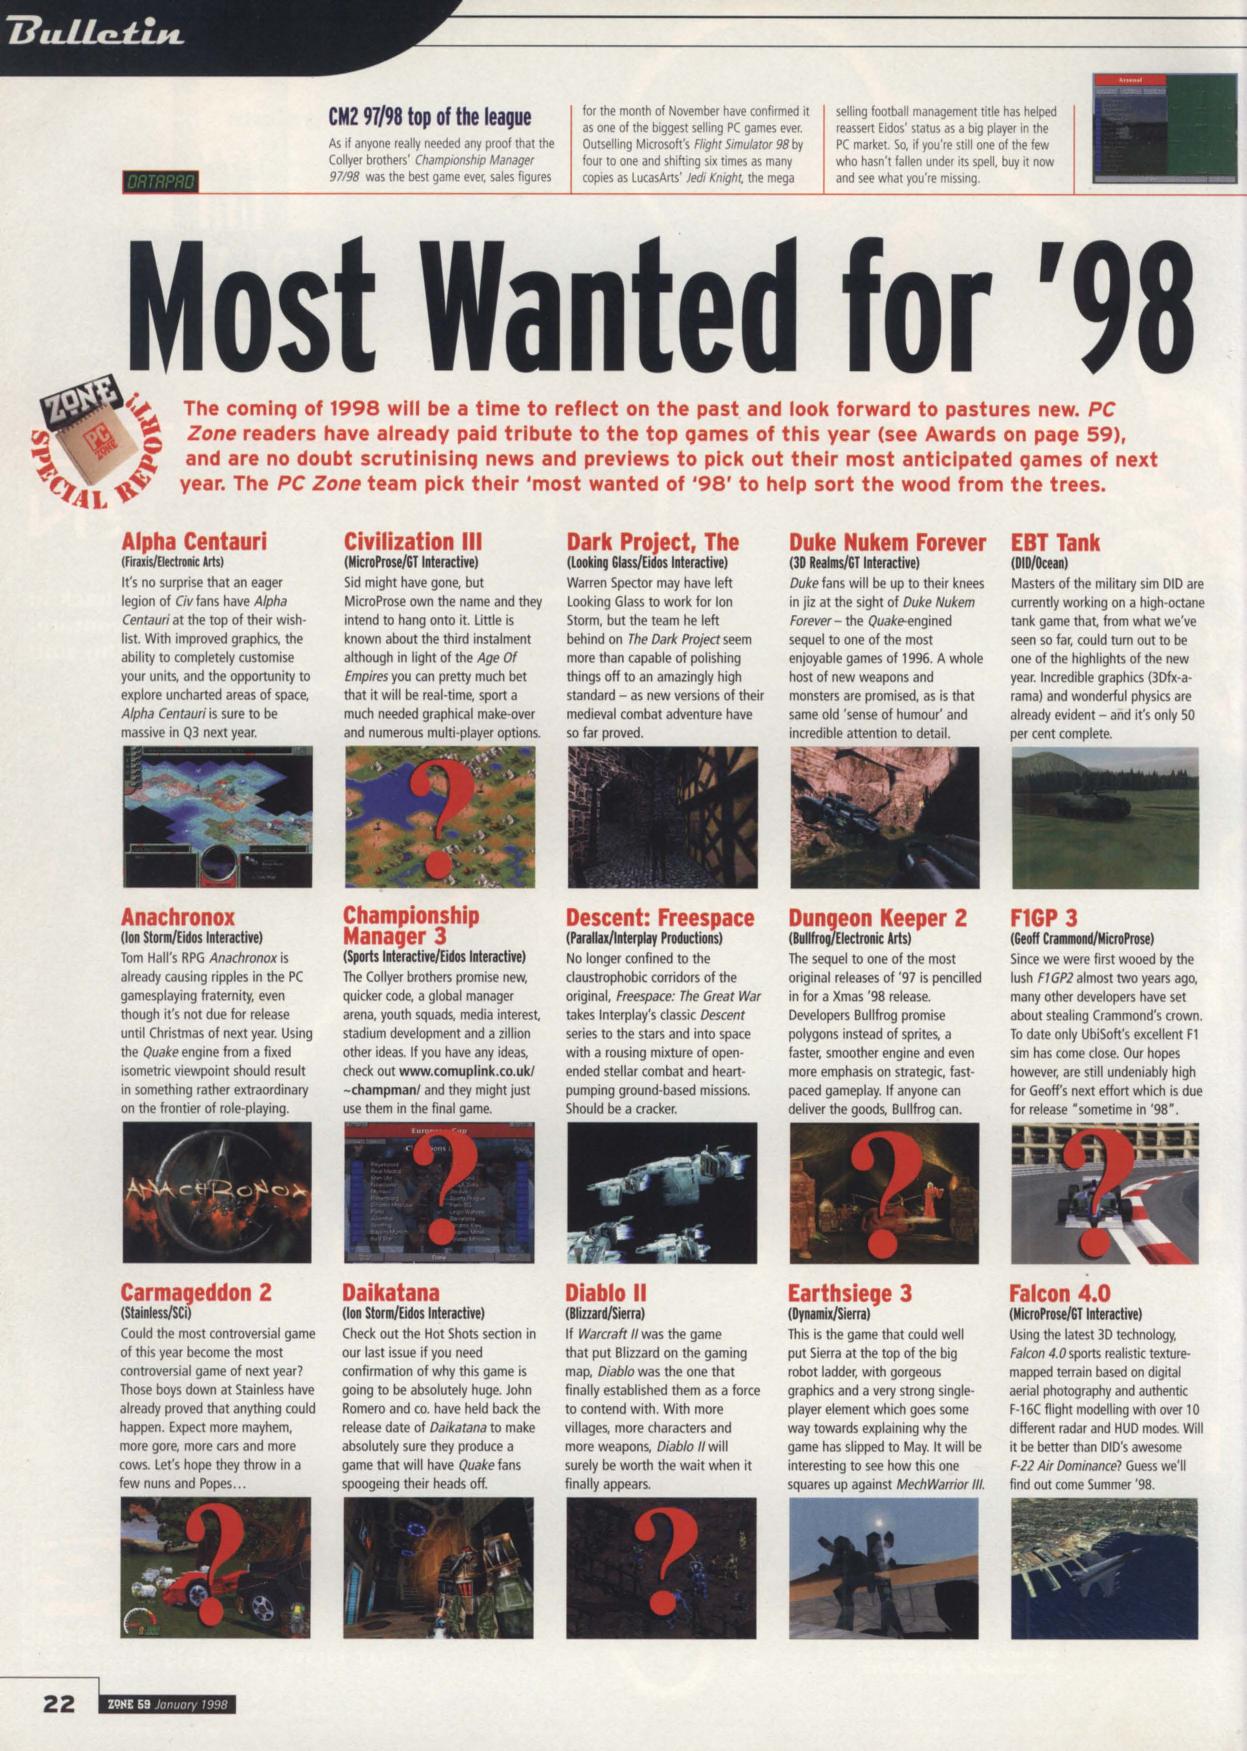 Bulletin
DATAPAD
CM2 97/98 top of the league
As if anyone really needed any proof that the
Collyer brothers' Championship Manager
97/98 was the best game ever, sales figures
for the month of November have confirmed it
as one of the biggest selling PC games ever.
Outselling Microsoft's Flight Simulator 98 by
four to one and shifting six times as many
copies as LucasArts' Jedi Knight, the mega
selling football management title has helped
reassert Eidos' status as a big player in the
PC market. So, if you're still one of the few
who hasn't fallen under its spell, buy it now
and see what you're missing.
Arsenal
Most Wanted for '98
ZONE
PC
ZONE
SPECIAL REPORT!
The coming of 1998 will be a time to reflect on the past and look forward to pastures new. PC
Zone readers have already paid tribute to the top games of this year (see Awards on page 59),
and are no doubt scrutinising news and previews to pick out their most anticipated games of next
year. The PC Zone team pick their 'most wanted of '98' to help sort the wood from the trees.
Alpha Centauri
(Firaxis/Electronic Arts)
It's no surprise that an eager
legion of Civ fans have Alpha
Centauri at the top of their wish-
list. With improved graphics, the
ability to completely customise
your units, and the opportunity to
explore uncharted areas of space,
Alpha Centauri is sure to be
massive in Q3 next year.
Anachronox
(Ion Storm/Eidos Interactive)
Tom Hall's RPG Anachronox is
already causing ripples in the PC
gamesplaying fraternity, even
though it's not due for release
until Christmas of next year. Using
the Quake engine from a fixed
isometric viewpoint should result
in something rather extraordinary
on the frontier of role-playing.
ANACHRONOX
Carmageddon 2
(Stainless/SCi)
Could the most controversial game
of this year become the most
controversial game of next year?
Those boys down at Stainless have
already proved that anything could
happen. Expect more mayhem,
more gore, more cars and more
cows. Let's hope they throw in a
few nuns and Popes...
?
Civilization III
(MicroProse/GT Interactive)
Sid might have gone, but
MicroProse own the name and they
intend to hang onto it. Little is
known about the third instalment
although in light of the Age Of
Empires you can pretty much bet
that it will be real-time, sport a
much needed graphical make-over
and numerous multi-player options.
?
Championship
Manager 3
(Sports Interactive/Eidos Interactive)
The Collyer brothers promise new,
quicker code, a global manager
arena, youth squads, media interest,
stadium development and a zillion
other ideas. If you have any ideas,
check out www.comuplink.co.uk/
~champman/ and they might just
use them in the final game.
?
Daikatana
(Ion Storm/Eidos Interactive)
Check out the Hot Shots section in
our last issue if you need
confirmation of why this game is
going to be absolutely huge. John
Romero and co. have held back the
release date of Daikatana to make
absolutely sure they produce a
game that will have Quake fans
spoogeing their heads off.
Dark Project, The
(Looking Glass/Eidos Interactive)
Warren Spector may have left
Looking Glass to work for Ion
Storm, but the team he left
behind on The Dark Project seem
more than capable of polishing
things off to an amazingly high
standard – as new versions of their
medieval combat adventure have
so far proved.
Descent: Freespace
(Parallax/Interplay Productions)
No longer confined to the
claustrophobic corridors of the
original, Freespace: The Great War
takes Interplay's classic Descent
series to the stars and into space
with a rousing mixture of open-
ended stellar combat and heart-
pumping ground-based missions.
Should be a cracker.
Diablo II
(Blizzard/Sierra)
If Warcraft II was the game
that put Blizzard on the gaming
map, Diablo was the one that
finally established them as a force
to contend with. With more
villages, more characters and
more weapons, Diablo II will
surely be worth the wait when it
finally appears.
?
Duke Nukem Forever
(3D Realms/GT Interactive)
Duke fans will be up to their knees
in jiz at the sight of Duke Nukem
Forever – the Quake-engined
sequel to one of the most
enjoyable games of 1996. A whole
host of new weapons and
monsters are promised, as is that
same old 'sense of humour' and
incredible attention to detail.
Dungeon Keeper 2
(Bullfrog/Electronic Arts)
The sequel to one of the most
original releases of '97 is pencilled
in for a Xmas '98 release.
Developers Bullfrog promise
polygons instead of sprites, a
faster, smoother engine and even
more emphasis on strategic, fast-
paced gameplay. If anyone can
deliver the goods, Bullfrog can.
?
Earthsiege 3
(Dynamix/Sierra)
This is the game that could well
put Sierra at the top of the big
robot ladder, with gorgeous
graphics and a very strong single-
player element which goes some
way towards explaining why the
game has slipped to May. It will be
interesting to see how this one
squares up against MechWarrior III.
EBT Tank
(DID/Ocean)
Masters of the military sim DID are
currently working on a high-octane
tank game that, from what we've
seen so far, could turn out to be
one of the highlights of the new
year. Incredible graphics (3Dfx-a-
rama) and wonderful physics are
already evident – and it's only 50
per cent complete.
F1GP 3
(Geoff Crammond/MicroProse)
Since we were first wooed by the
lush F1GP2 almost two years ago,
many other developers have set
about stealing Crammond's crown.
To date only UbiSoft's excellent F1
sim has come close. Our hopes
however, are still undeniably high
for Geoff's next effort which is due
for release "sometime in '98".
?
Falcon 4.0
(MicroProse/GT Interactive)
Using the latest 3D technology,
Falcon 4.0 sports realistic texture-
mapped terrain based on digital
aerial photography and authentic
F-16C flight modelling with over 10
different radar and HUD modes. Will
it be better than DID's awesome
F-22 Air Dominance? Guess we'll
find out come Summer '98.
22
ZONE 59 January 1998